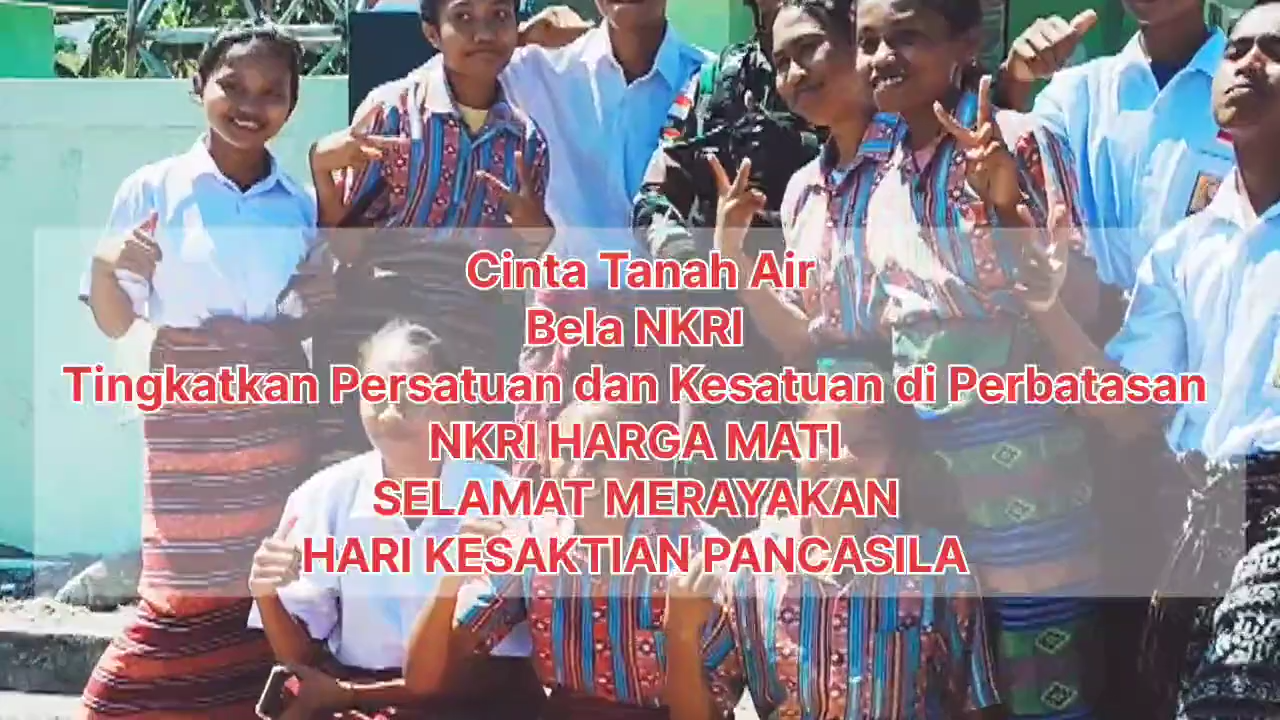 Cinta Tanah Air
Bela NKRI
Tingkatkan Persatuan dan Kesatuan di Perbatasan
NKRI HARGA MATI
SELAMAT MERAYAKAN
HARI KESAKTIAN PANCASILA